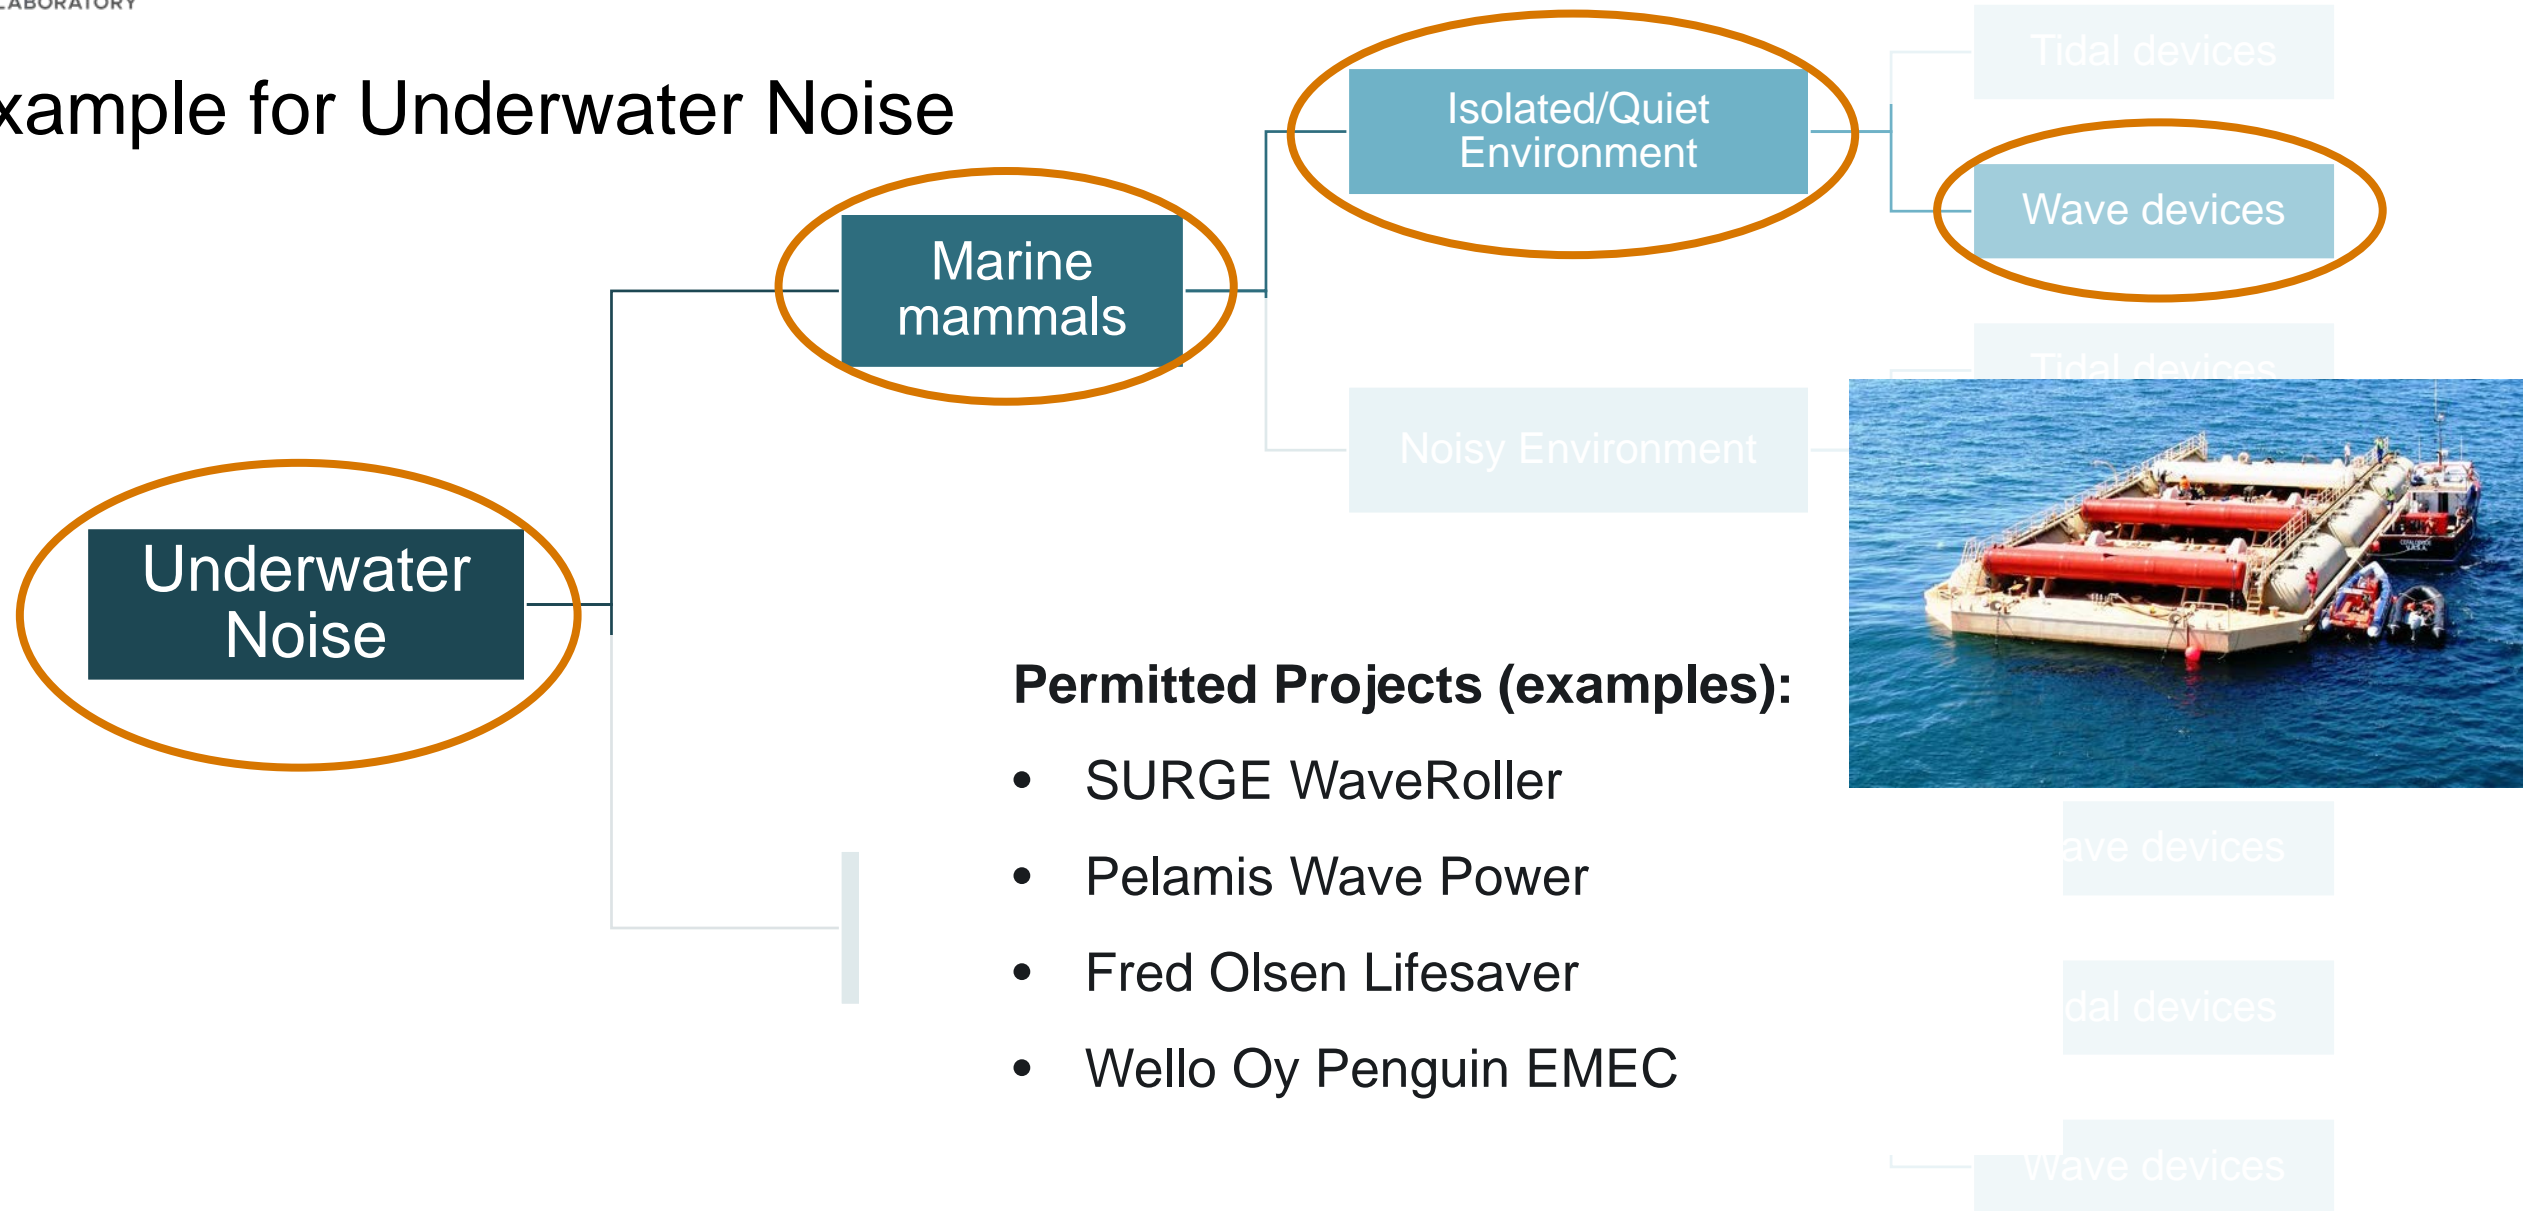 xample for Underwater Noise
Tidal devices
Isolated/Quiet
Environment
Wave devices
Marine
mammals
Tidal devices
Noisy Environment
Underwater
Noise
Permitted Projects (examples):
• SURGE WaveRoller
• Pelamis Wave Power
• Fred Olsen Lifesaver
• Wello Oy Penguin EMEC
ave devices
dal devices
Wave devices